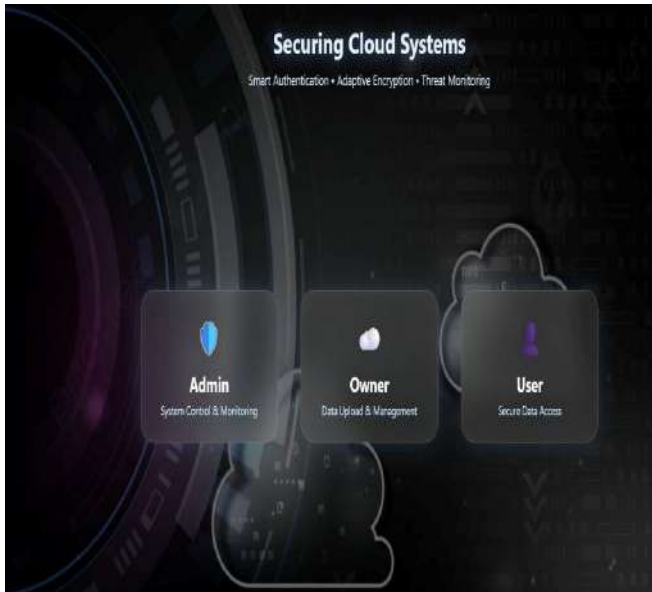 Securing Cloud Systems
Smart Authentication • Adaptive Encryption • Threat Monitoring
Admin
System Control & Monitoring
Owner
Data Upload & Management
User
Secure Data Access